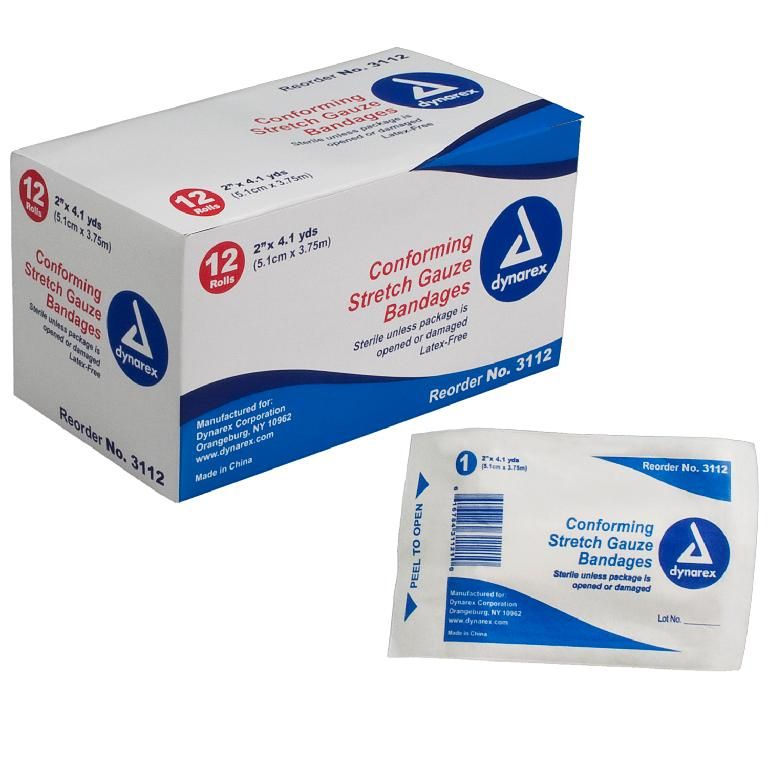 Reorder No. 3112
Conforming
Stretch Gauze
Bandages
Sterile unless package is
opened or damaged
Latex-Free
dynarex
12
Rolls
2" x 4.1 yds
(5.1cm x 3.75m)
12
Rolls
2" x 4.1 yds
(5.1cm x 3.75m)
Conforming
Stretch Gauze
Bandages
Sterile unless package is
opened or damaged
Latex-Free
dynarex
Reorder No. 3112
12
Rolls
2" x 4.1 yds
(5.1cm x 3.75m)
Conforming
Stretch Gauze
Bandages
Sterile unless package is
opened or damaged
Latex-Free
dynarex
Reorder No. 3112
Manufactured for:
Dynarex Corporation
Orangeburg, NY 10962
www.dynarex.com
Made in China
1
2" x 4.1 yds
(5.1cm x 3.75m)
Reorder No. 3112
PEEL TO OPEN
Conforming
Stretch Gauze
Bandages
Sterile unless package is
opened or damaged
dynarex
Manufactured for:
Dynarex Corporation
Orangeburg, NY 10962
www.dynarex.com
Made in China
Lot No. ______